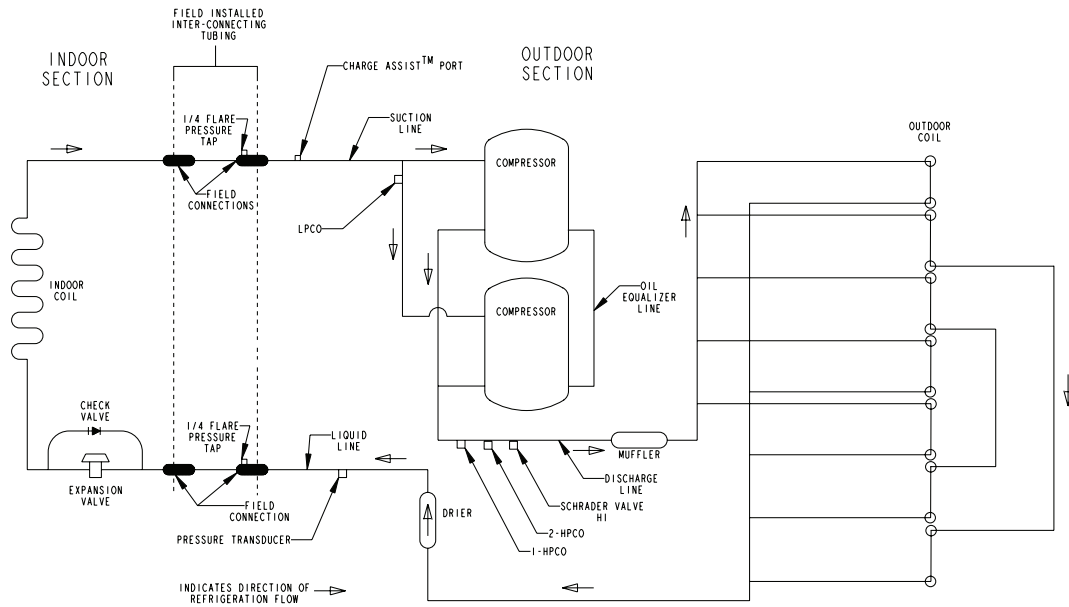 FIELD INSTALLED
INTER-CONNECTING
TUBING
INDOOR
SECTION
OUTDOOR
SECTION
CHARGE ASSIST™ PORT
1/4 FLARE
PRESSURE
TAP
SUCTION
LINE
OUTDOOR
COIL
COMPRESSOR
FIELD
CONNECTIONS
LPCO
INDOOR
COIL
OIL
EQUALIZER
LINE
COMPRESSOR
CHECK
VALVE
1/4 FLARE
PRESSURE
TAP
LIQUID
LINE
MUFFLER
EXPANSION
VALVE
DISCHARGE
LINE
FIELD
CONNECTION
DRIER
SCHRADER VALVE
HI
PRESSURE TRANSDUCER
2-HPCO
1-HPCO
INDICATES DIRECTION OF
REFRIGERATION FLOW